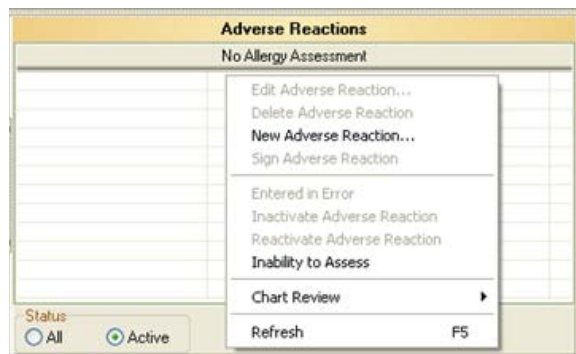 Adverse Reactions
No Allergy Assessment
Edit Adverse Reaction...
Delete Adverse Reaction
New Adverse Reaction...
Sign Adverse Reaction
Entered in Error
Inactivate Adverse Reaction
Reactivate Adverse Reaction
Inability to Assess
Chart Review
Refresh F5
Status
All Active